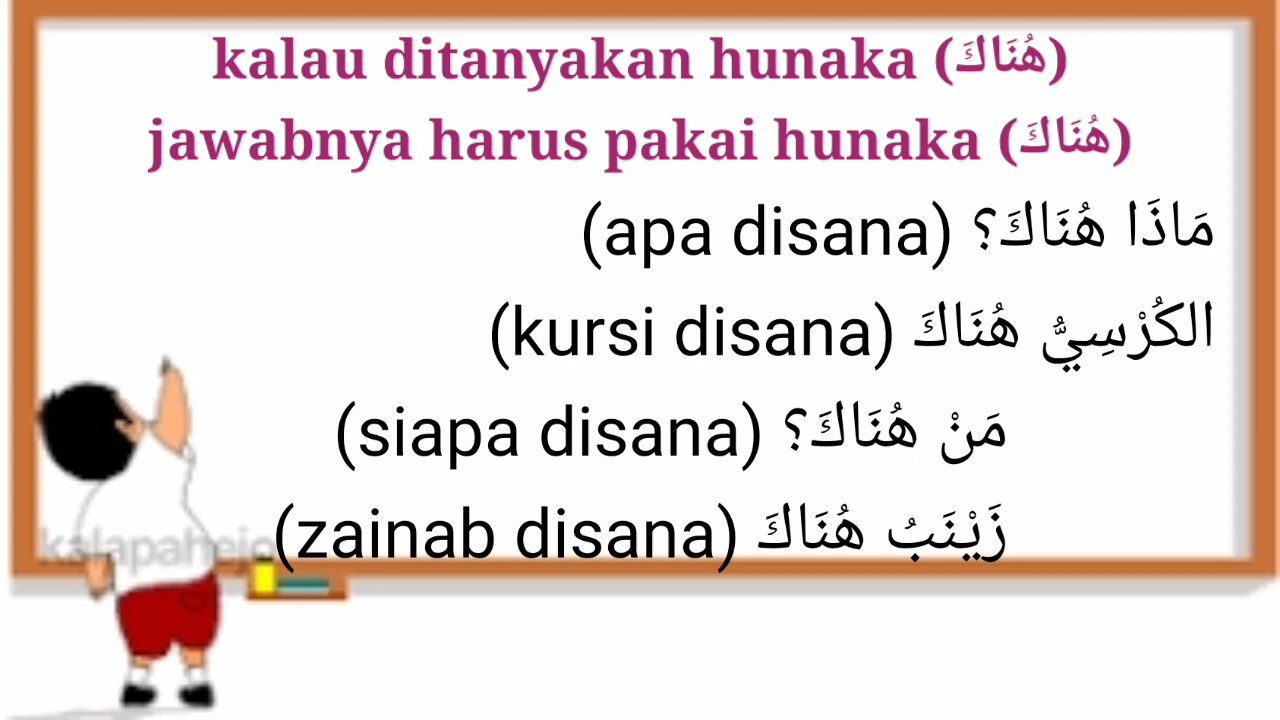 kalau ditanyakan hunaka (هُنَاكَ)
jawabnya harus pakai hunaka (هُنَاكَ)
مَاذَا هُنَاكَ؟ (apa disana)
الكُرْسِيُّ هُنَاكَ (kursi disana)
مَنْ هُنَاكَ؟ (siapa disana)
زَيْنَبُ هُنَاكَ (zainab disana)
kalapahejo